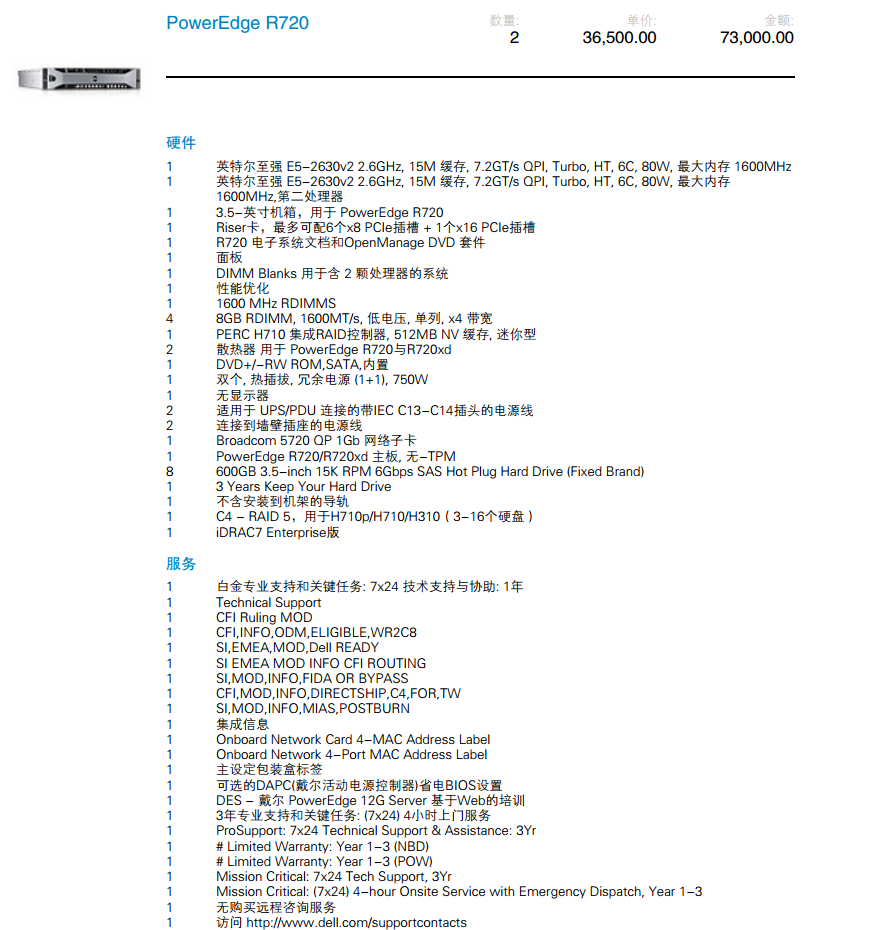 PowerEdge R720
数量: 单价: 金额:
2 36,500.00 73,000.00
硬件
1 英特尔至强 E5-2630v2 2.6GHz, 15M 缓存, 7.2GT/s QPI, Turbo, HT, 6C, 80W, 最大内存 1600MHz
1 英特尔至强 E5-2630v2 2.6GHz, 15M 缓存, 7.2GT/s QPI, Turbo, HT, 6C, 80W, 最大内存
1600MHz,第二处理器
1 3.5-英寸机箱，用于 PowerEdge R720
1 Riser卡，最多可配6个x8 PCIe插槽 + 1个x16 PCIe插槽
1 R720 电子系统文档和OpenManage DVD 套件
1 面板
1 DIMM Blanks 用于含 2 颗处理器的系统
1 性能优化
1 1600 MHz RDIMMS
4 8GB RDIMM, 1600MT/s, 低电压, 单列, x4 带宽
1 PERC H710 集成RAID控制器, 512MB NV 缓存, 迷你型
2 散热器 用于 PowerEdge R720与R720xd
1 DVD+/-RW ROM,SATA,内置
1 双个, 热插拔, 冗余电源 (1+1), 750W
1 无显示器
2 适用于 UPS/PDU 连接的带IEC C13-C14插头的电源线
2 连接到墙壁插座的电源线
1 Broadcom 5720 QP 1Gb 网络子卡
1 PowerEdge R720/R720xd 主板, 无-TPM
8 600GB 3.5-inch 15K RPM 6Gbps SAS Hot Plug Hard Drive (Fixed Brand)
1 3 Years Keep Your Hard Drive
1 不含安装到机架的导轨
1 C4 - RAID 5，用于H710p/H710/H310（3-16个硬盘）
1 iDRAC7 Enterprise版
服务
1 白金专业支持和关键任务: 7x24 技术支持与协助: 1年
1 Technical Support
1 CFI Ruling MOD
1 CFI,INFO,ODM,ELIGIBLE,WR2C8
1 SI,EMEA,MOD,Dell READY
1 SI EMEA MOD INFO CFI ROUTING
1 SI,MOD,INFO,FIDA OR BYPASS
1 CFI,MOD,INFO,DIRECTSHIP,C4,FOR,TW
1 SI,MOD,INFO,MIAS,POSTBURN
1 集成信息
1 Onboard Network Card 4-MAC Address Label
1 Onboard Network 4-Port MAC Address Label
1 主设定包装盒标签
1 可选的DAPC(戴尔活动电源控制器)省电BIOS设置
1 DES - 戴尔 PowerEdge 12G Server 基于Web的培训
1 3年专业支持和关键任务: (7x24) 4小时上门服务
1 ProSupport: 7x24 Technical Support & Assistance: 3Yr
1 # Limited Warranty: Year 1-3 (NBD)
1 # Limited Warranty: Year 1-3 (POW)
1 Mission Critical: 7x24 Tech Support, 3Yr
1 Mission Critical: (7x24) 4-hour Onsite Service with Emergency Dispatch, Year 1-3
1 无购买远程咨询服务
1 访问 http://www.dell.com/supportcontacts